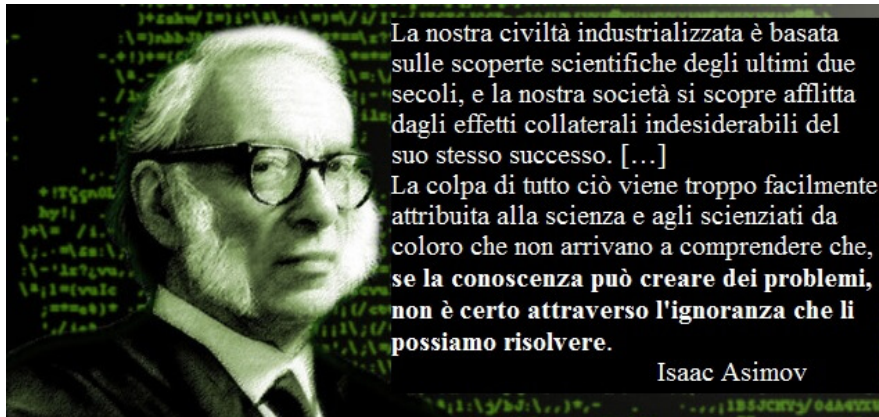 La nostra civiltà industrializzata è basata
sulle scoperte scientifiche degli ultimi due
secoli, e la nostra società si scopre afflitta
dagli effetti collaterali indesiderabili del
suo stesso successo. […]
La colpa di tutto ciò viene troppo facilmente
attribuita alla scienza e agli scienziati da
coloro che non arrivano a comprendere che,
se la conoscenza può creare dei problemi,
non è certo attraverso l'ignoranza che li
possiamo risolvere.
Isaac Asimov